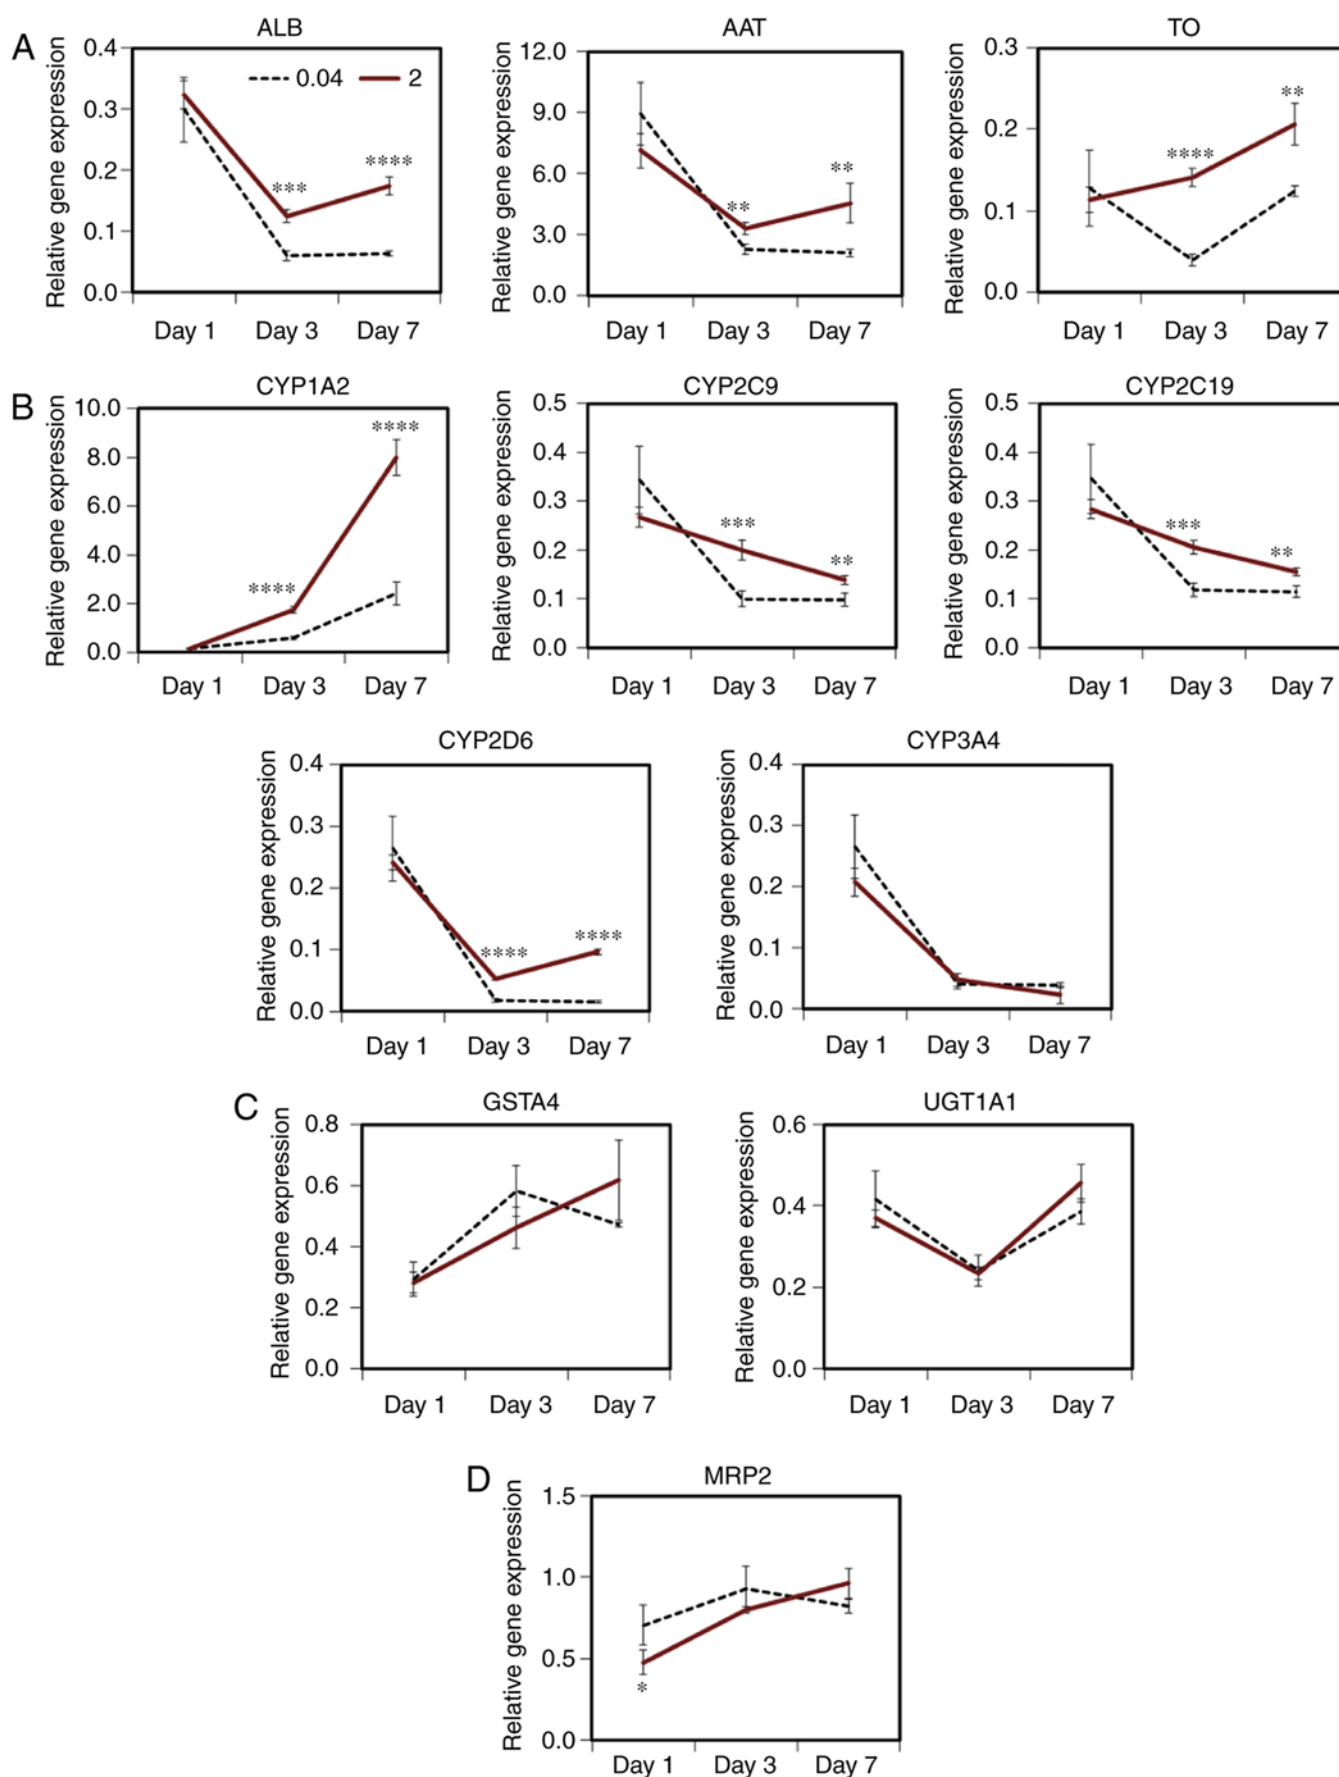 A
ALB
Relative gene expression
0.4
0.3
0.2
0.1
0.0
0.04
2
***
****
Day 1 Day 3 Day 7
AAT
Relative gene expression
12.0
9.0
6.0
3.0
0.0
**
**
Day 1 Day 3 Day 7
TO
Relative gene expression
0.3
0.2
0.1
0.0
****
**
Day 1 Day 3 Day 7
B
CYP1A2
Relative gene expression
10.0
8.0
6.0
4.0
2.0
0.0
****
****
Day 1 Day 3 Day 7
CYP2C9
Relative gene expression
0.5
0.4
0.3
0.2
0.1
0.0
***
**
Day 1 Day 3 Day 7
CYP2C19
Relative gene expression
0.5
0.4
0.3
0.2
0.1
0.0
***
**
Day 1 Day 3 Day 7
CYP2D6
Relative gene expression
0.4
0.3
0.2
0.1
0.0
****
****
Day 1 Day 3 Day 7
CYP3A4
Relative gene expression
0.4
0.3
0.2
0.1
0.0
Day 1 Day 3 Day 7
C
GSTA4
Relative gene expression
0.8
0.6
0.4
0.2
0.0
Day 1 Day 3 Day 7
UGT1A1
Relative gene expression
0.6
0.4
0.2
0.0
Day 1 Day 3 Day 7
D
MRP2
Relative gene expression
1.5
1.0
0.5
0.0
*
Day 1 Day 3 Day 7